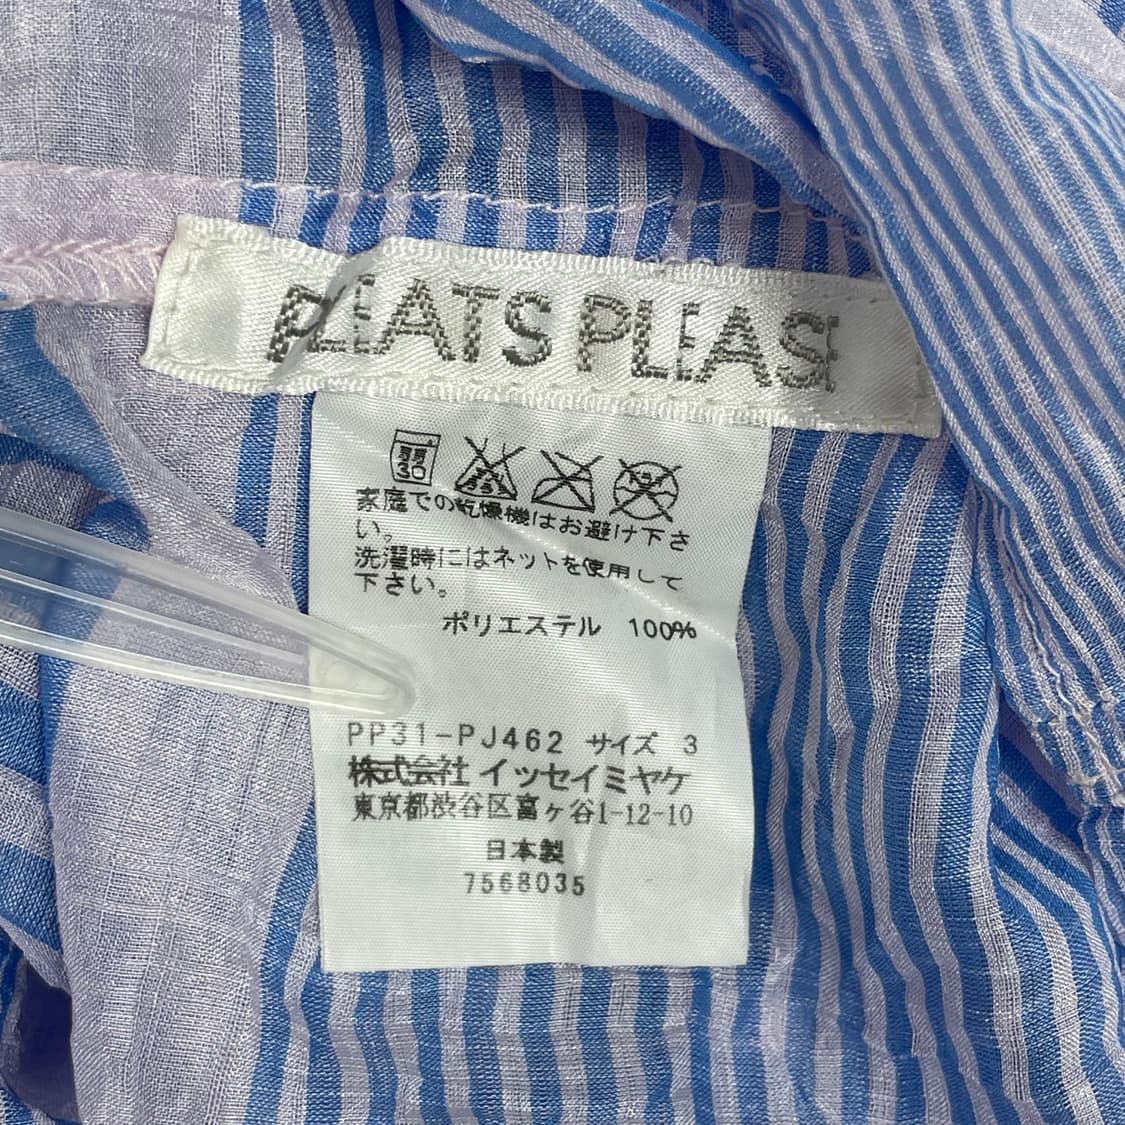 PLEATS PLEASE
30
家庭での乾燥機はお避け下さ
い。
洗濯時にはネットを使用して
下さい。
ポリエステル 100%
PP31-PJ462 サイズ 3
株式会社 イッセイミヤケ
東京都渋谷区富ヶ谷1-12-10
日本製
7568035